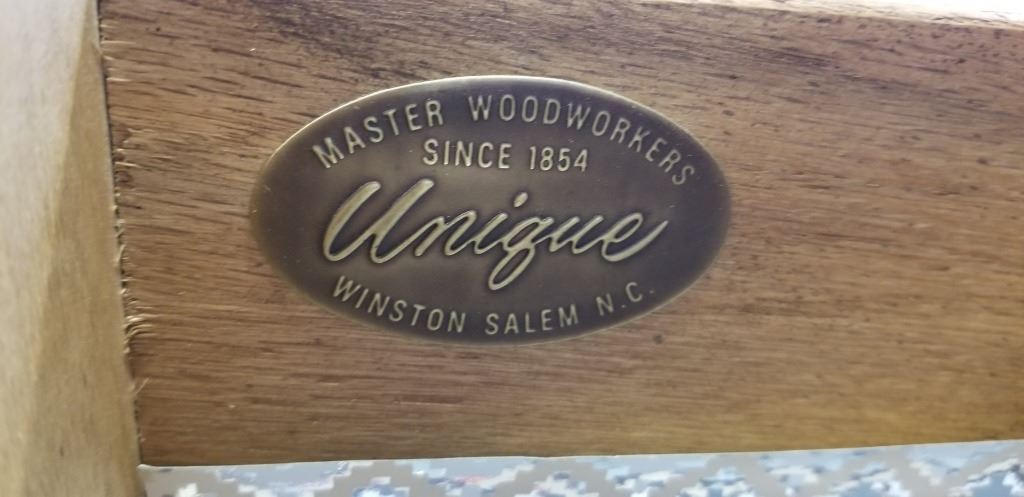 MASTER WOODWORKERS
SINCE 1854
Unique
WINSTON SALEM N.C.